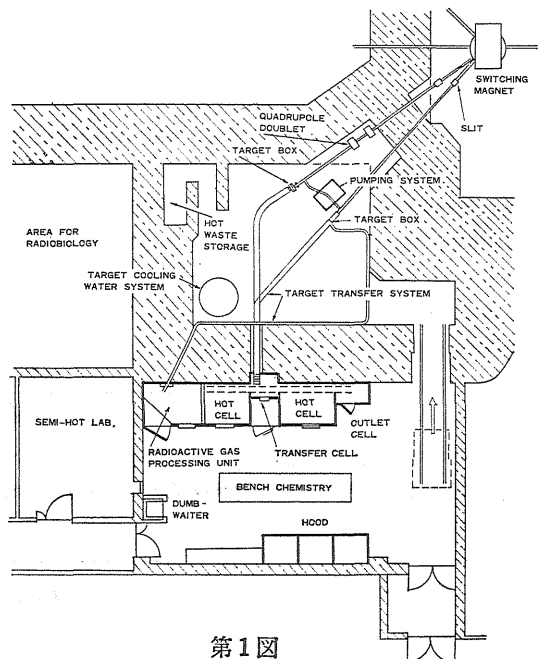 SWITCHING
MAGNET
SLIT
QUADRUPOLE
DOUBLET
TARGET BOX
PUMPING SYSTEM
TARGET BOX
HOT
WASTE
STORAGE
AREA FOR
RADIOBIOLOGY
TARGET COOLING
WATER SYSTEM
TARGET TRANSFER SYSTEM
SEMI-HOT LAB.
HOT
CELL
HOT
CELL
OUTLET
CELL
RADIOACTIVE GAS
PROCESSING UNIT
TRANSFER CELL
BENCH CHEMISTRY
DUMB-
WAITER
HOOD
第1図